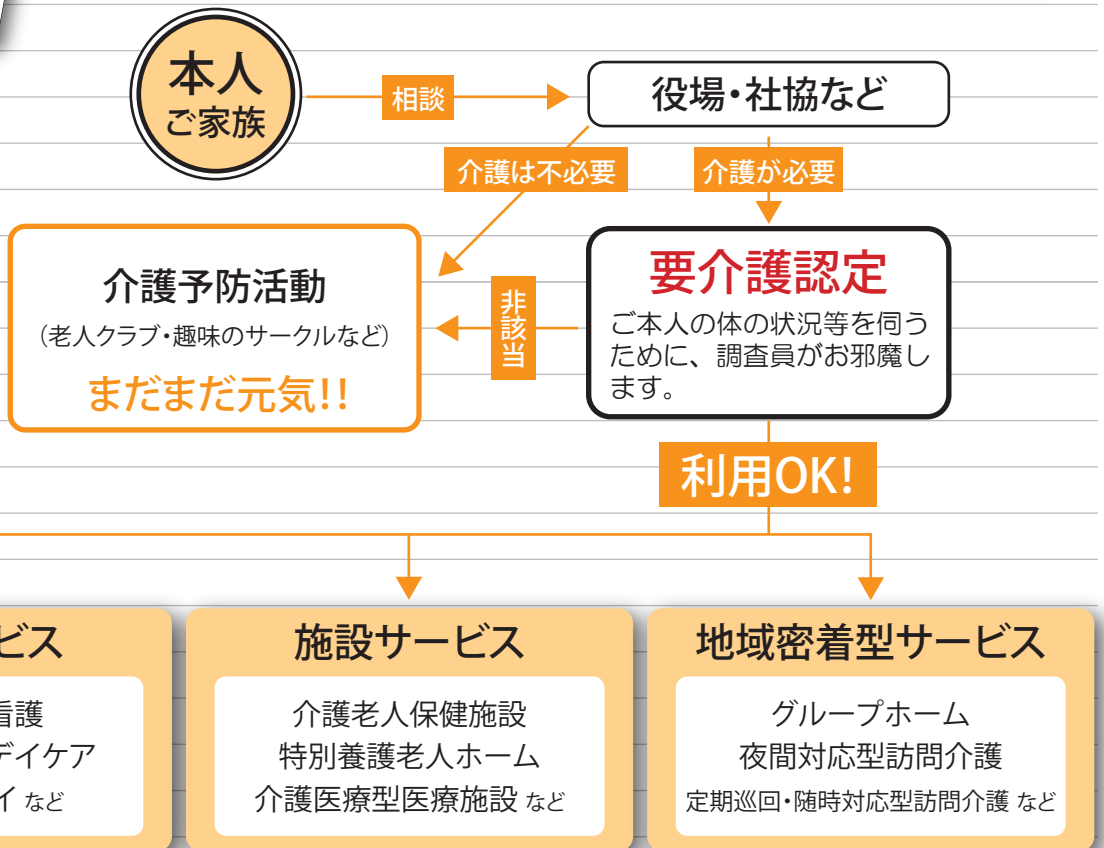 本人
ご家族
相談
役場・社協など
介護は不必要
介護が必要
介護予防活動
（老人クラブ・趣味のサークルなど）
まだまだ元気!!
非該当
要介護認定
ご本人の体の状況等を伺う
ために、調査員がお邪魔し
ます。
利用OK!
ビス
看護
デイケア
イ など
施設サービス
介護老人保健施設
特別養護老人ホーム
介護医療型医療施設 など
地域密着型サービス
グループホーム
夜間対応型訪問介護
定期巡回・随時対応型訪問介護 など